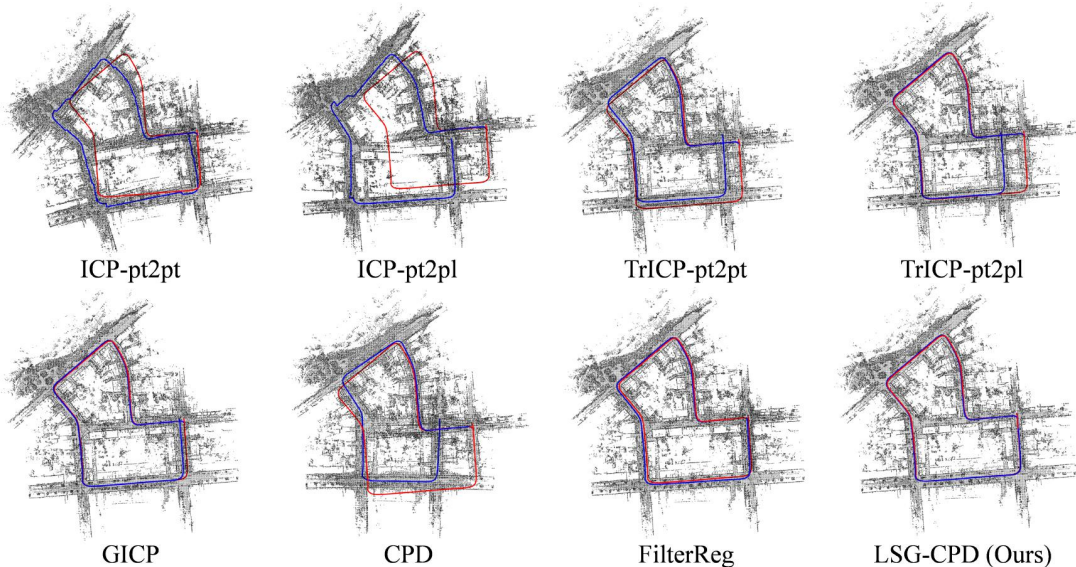 ICP-pt2pt
ICP-pt2pl
TrICP-pt2pt
TrICP-pt2pl
GICP
CPD
FilterReg
LSG-CPD (Ours)